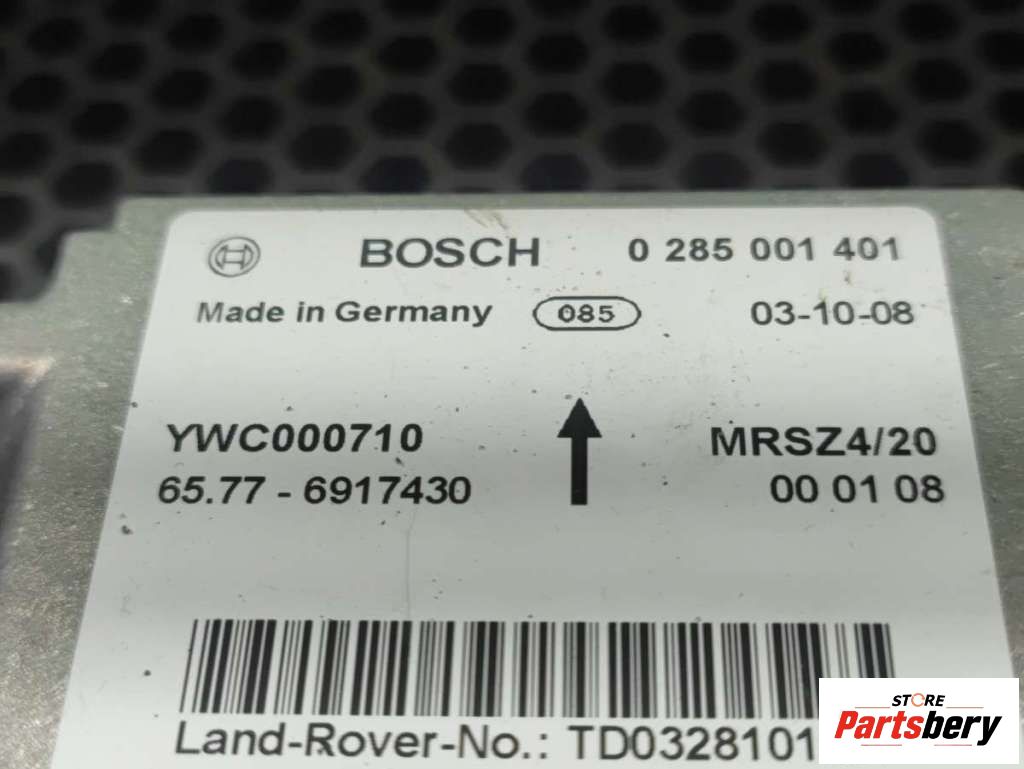 BOSCH 0 285 001 401
Made in Germany 085 03-10-08
YWC000710 MRSZ4/20
65.77 - 6917430 00 01 08
Land-Rover-No.: TD0328101
STORE
Partsbery